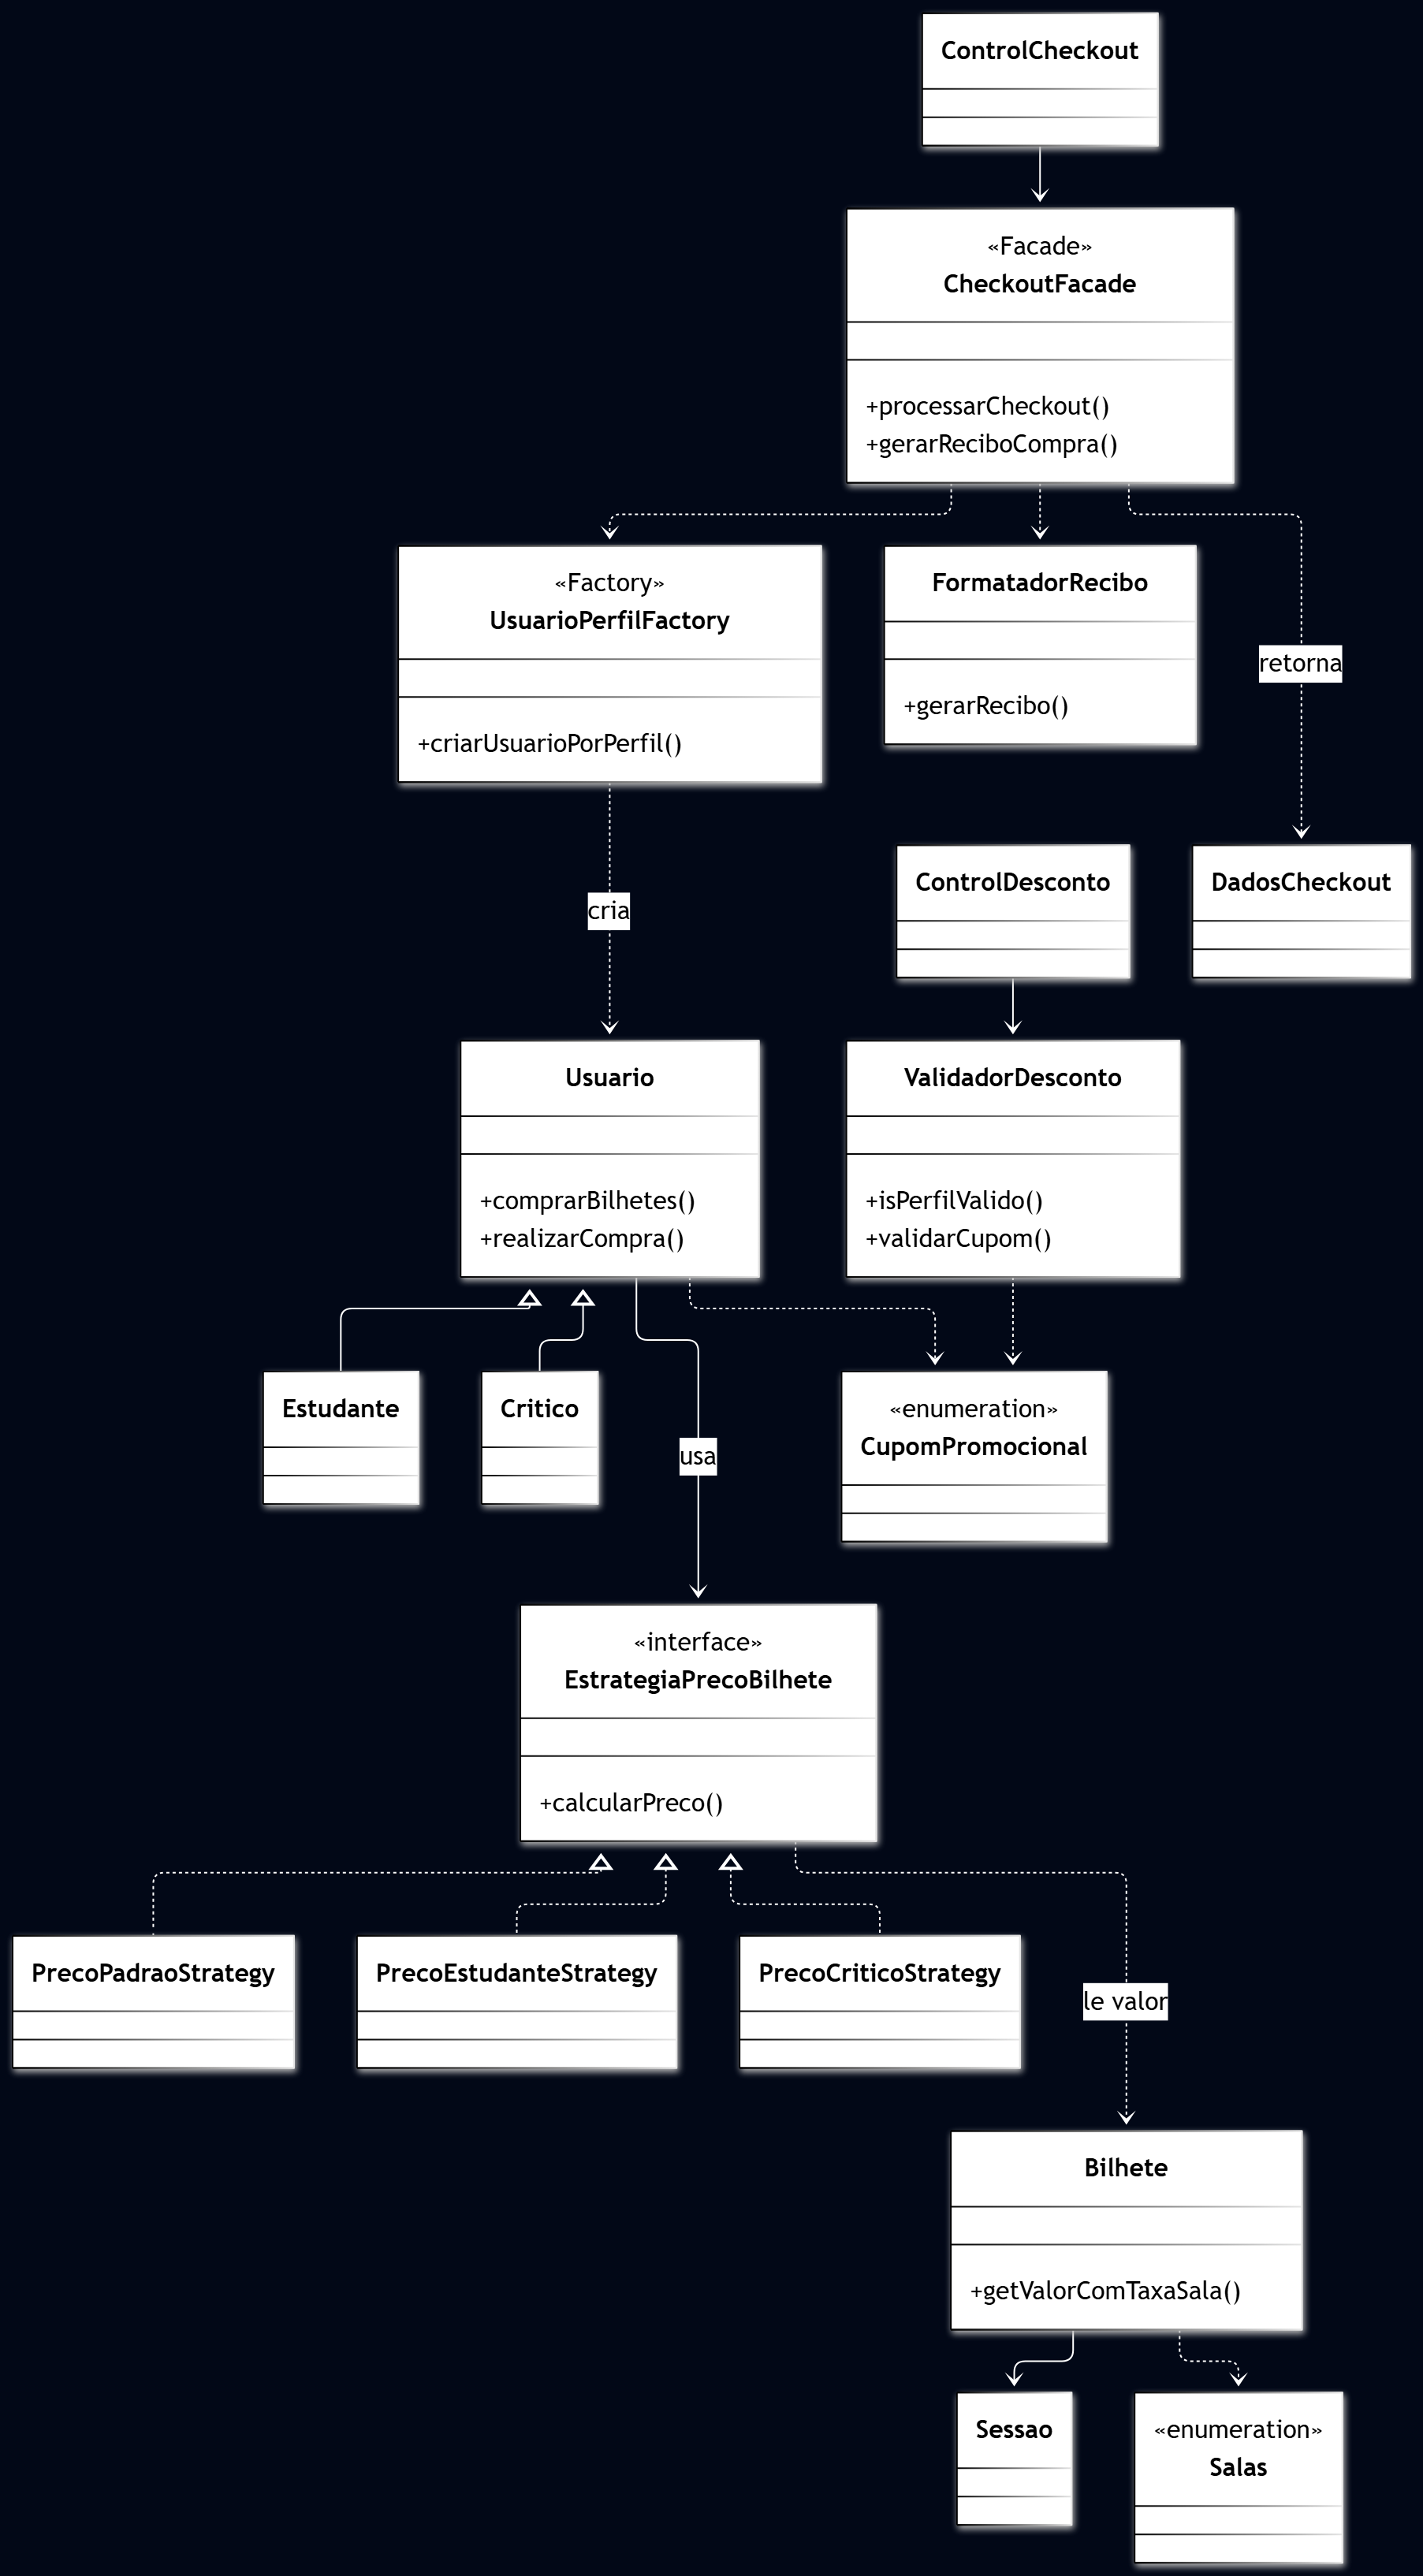 ControlCheckout
«Facade»
CheckoutFacade
+processarCheckout()
+gerarReciboCompra()
«Factory»
UsuarioPerfilFactory
+criarUsuarioPorPerfil()
FormatadorRecibo
+gerarRecibo()
retorna
cria
ControlDesconto
DadosCheckout
Usuario
+comprarBilhetes()
+realizarCompra()
ValidadorDesconto
+isPerfilValido()
+validarCupom()
Estudante
Critico
usa
«enumeration»
CupomPromocional
«interface»
EstrategiaPrecoBilhete
+calcularPreco()
PrecoPadraoStrategy
PrecoEstudanteStrategy
PrecoCriticoStrategy
le valor
Bilhete
+getValorComTaxaSala()
Sessao
«enumeration»
Salas